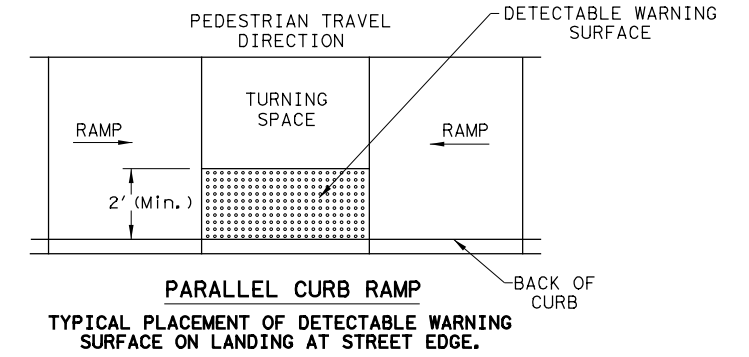 PEDESTRIAN TRAVEL
DIRECTION
DETECTABLE WARNING
SURFACE
TURNING
SPACE
RAMP
RAMP
2' (Min.)
BACK OF
CURB
PARALLEL CURB RAMP
TYPICAL PLACEMENT OF DETECTABLE WARNING
SURFACE ON LANDING AT STREET EDGE.